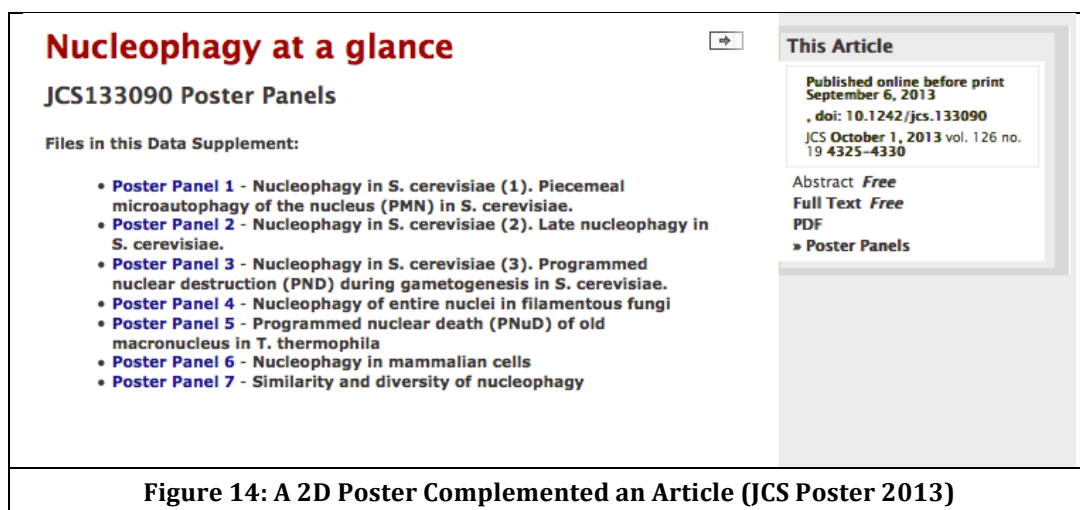 Nucleophagy at a glance
JCS133090 Poster Panels
Files in this Data Supplement:
• Poster Panel 1 - Nucleophagy in S. cerevisiae (1). Piecemeal
microautophagy of the nucleus (PMN) in S. cerevisiae.
• Poster Panel 2 - Nucleophagy in S. cerevisiae (2). Late nucleophagy in
S. cerevisiae.
• Poster Panel 3 - Nucleophagy in S. cerevisiae (3). Programmed
nuclear destruction (PND) during gametogenesis in S. cerevisiae.
• Poster Panel 4 - Nucleophagy of entire nuclei in filamentous fungi
• Poster Panel 5 - Programmed nuclear death (PNuD) of old
macronucleus in T. thermophila
• Poster Panel 6 - Nucleophagy in mammalian cells
• Poster Panel 7 - Similarity and diversity of nucleophagy
This Article
Published online before print
September 6, 2013
, doi: 10.1242/jcs.133090
JCS October 1, 2013 vol. 126 no.
19 4325-4330
Abstract Free
Full Text Free
PDF
» Poster Panels
Figure 14: A 2D Poster Complemented an Article (JCS Poster 2013)